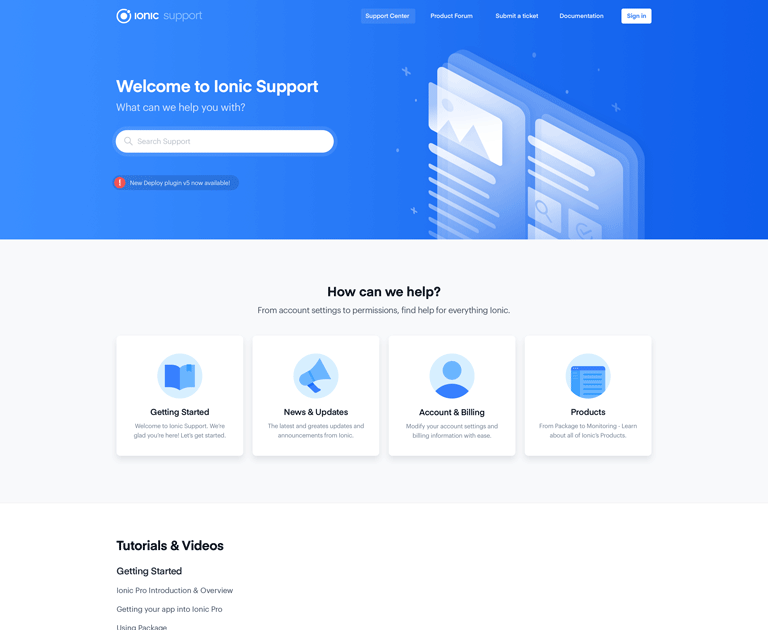 ionic support
Support Center
Product Forum
Submit a ticket
Documentation
Sign in
Welcome to Ionic Support
What can we help you with?
Search Support
! New Deploy plugin v5 now available!
How can we help?
From account settings to permissions, find help for everything Ionic.
Getting Started
Welcome to Ionic Support. We're
glad you're here! Let's get started.
News & Updates
The latest and greates updates and
announcements from Ionic.
Account & Billing
Modify your account settings and
billing information with ease.
Products
From Package to Monitoring - Learn
about all of Ionic's Products.
Tutorials & Videos
Getting Started
Ionic Pro Introduction & Overview
Getting your app into Ionic Pro
Using Package